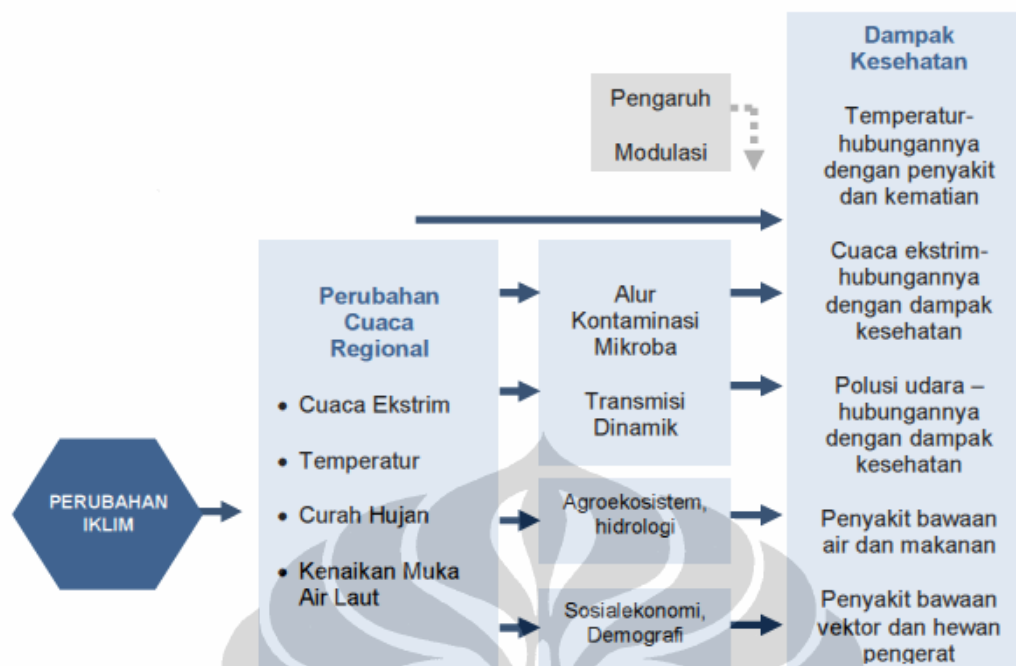 PERUBAHAN
IKLIM
Perubahan
Cuaca
Regional
• Cuaca Ekstrim
• Temperatur
• Curah Hujan
• Kenaikan Muka
Air Laut
Pengaruh
Modulasi
Alur
Kontaminasi
Mikroba
Transmisi
Dinamik
Agroekosistem,
hidrologi
Sosialekonomi,
Demografi
Dampak
Kesehatan
Temperatur-
hubungannya
dengan penyakit
dan kematian
Cuaca ekstrim-
hubungannya
dengan dampak
kesehatan
Polusi udara –
hubungannya
dengan dampak
kesehatan
Penyakit bawaan
air dan makanan
Penyakit bawaan
vektor dan hewan
pengerat